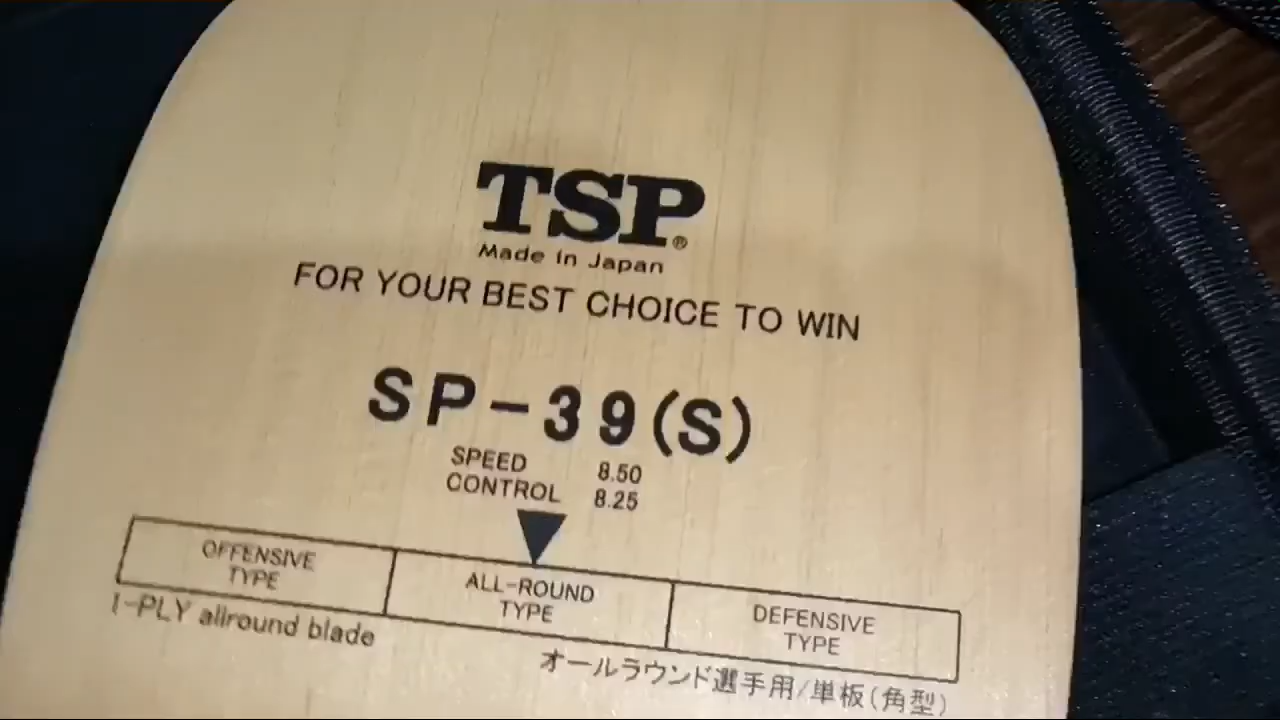 TSP®
Made in Japan
FOR YOUR BEST CHOICE TO WIN
SP-39(S)
SPEED 8.50
CONTROL 8.25
OFFENSIVE TYPE
ALL-ROUND TYPE
DEFENSIVE TYPE
1-PLY allround blade
オールラウンド選手用/単板(角型)